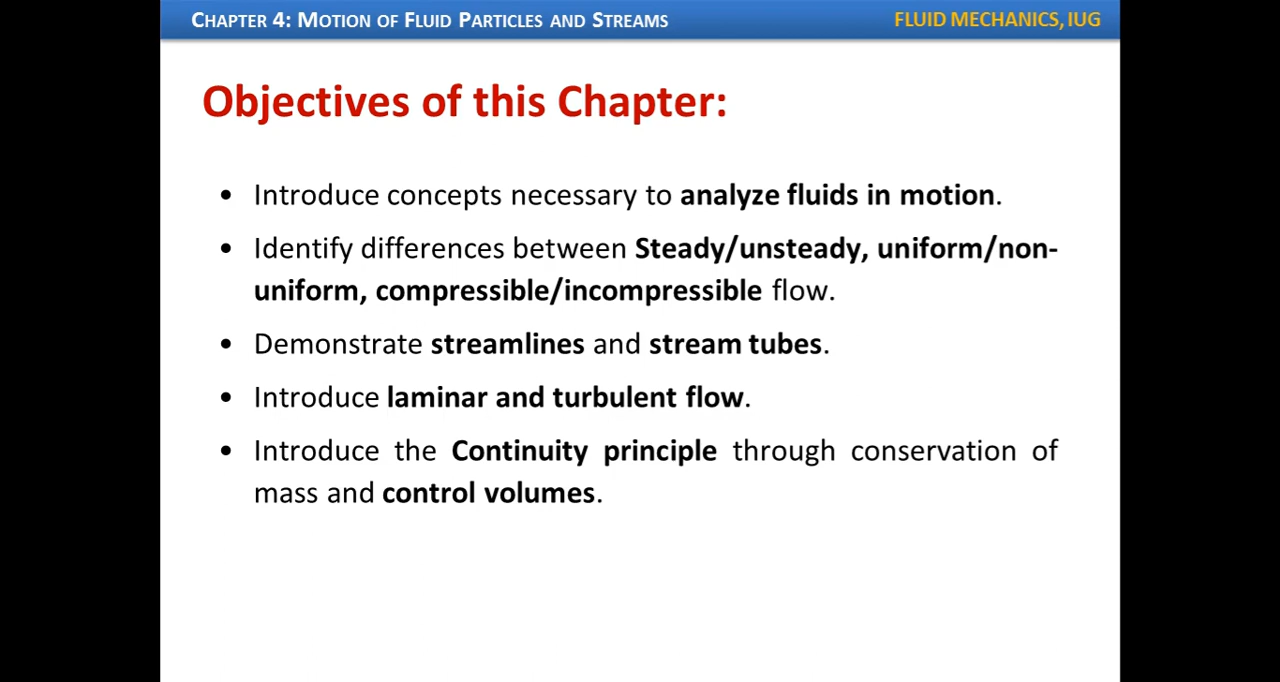 CHAPTER 4: MOTION OF FLUID PARTICLES AND STREAMS
FLUID MECHANICS, IUG
Objectives of this Chapter:
• Introduce concepts necessary to analyze fluids in motion.
• Identify differences between Steady/unsteady, uniform/non-
uniform, compressible/incompressible flow.
• Demonstrate streamlines and stream tubes.
• Introduce laminar and turbulent flow.
• Introduce the Continuity principle through conservation of
mass and control volumes.